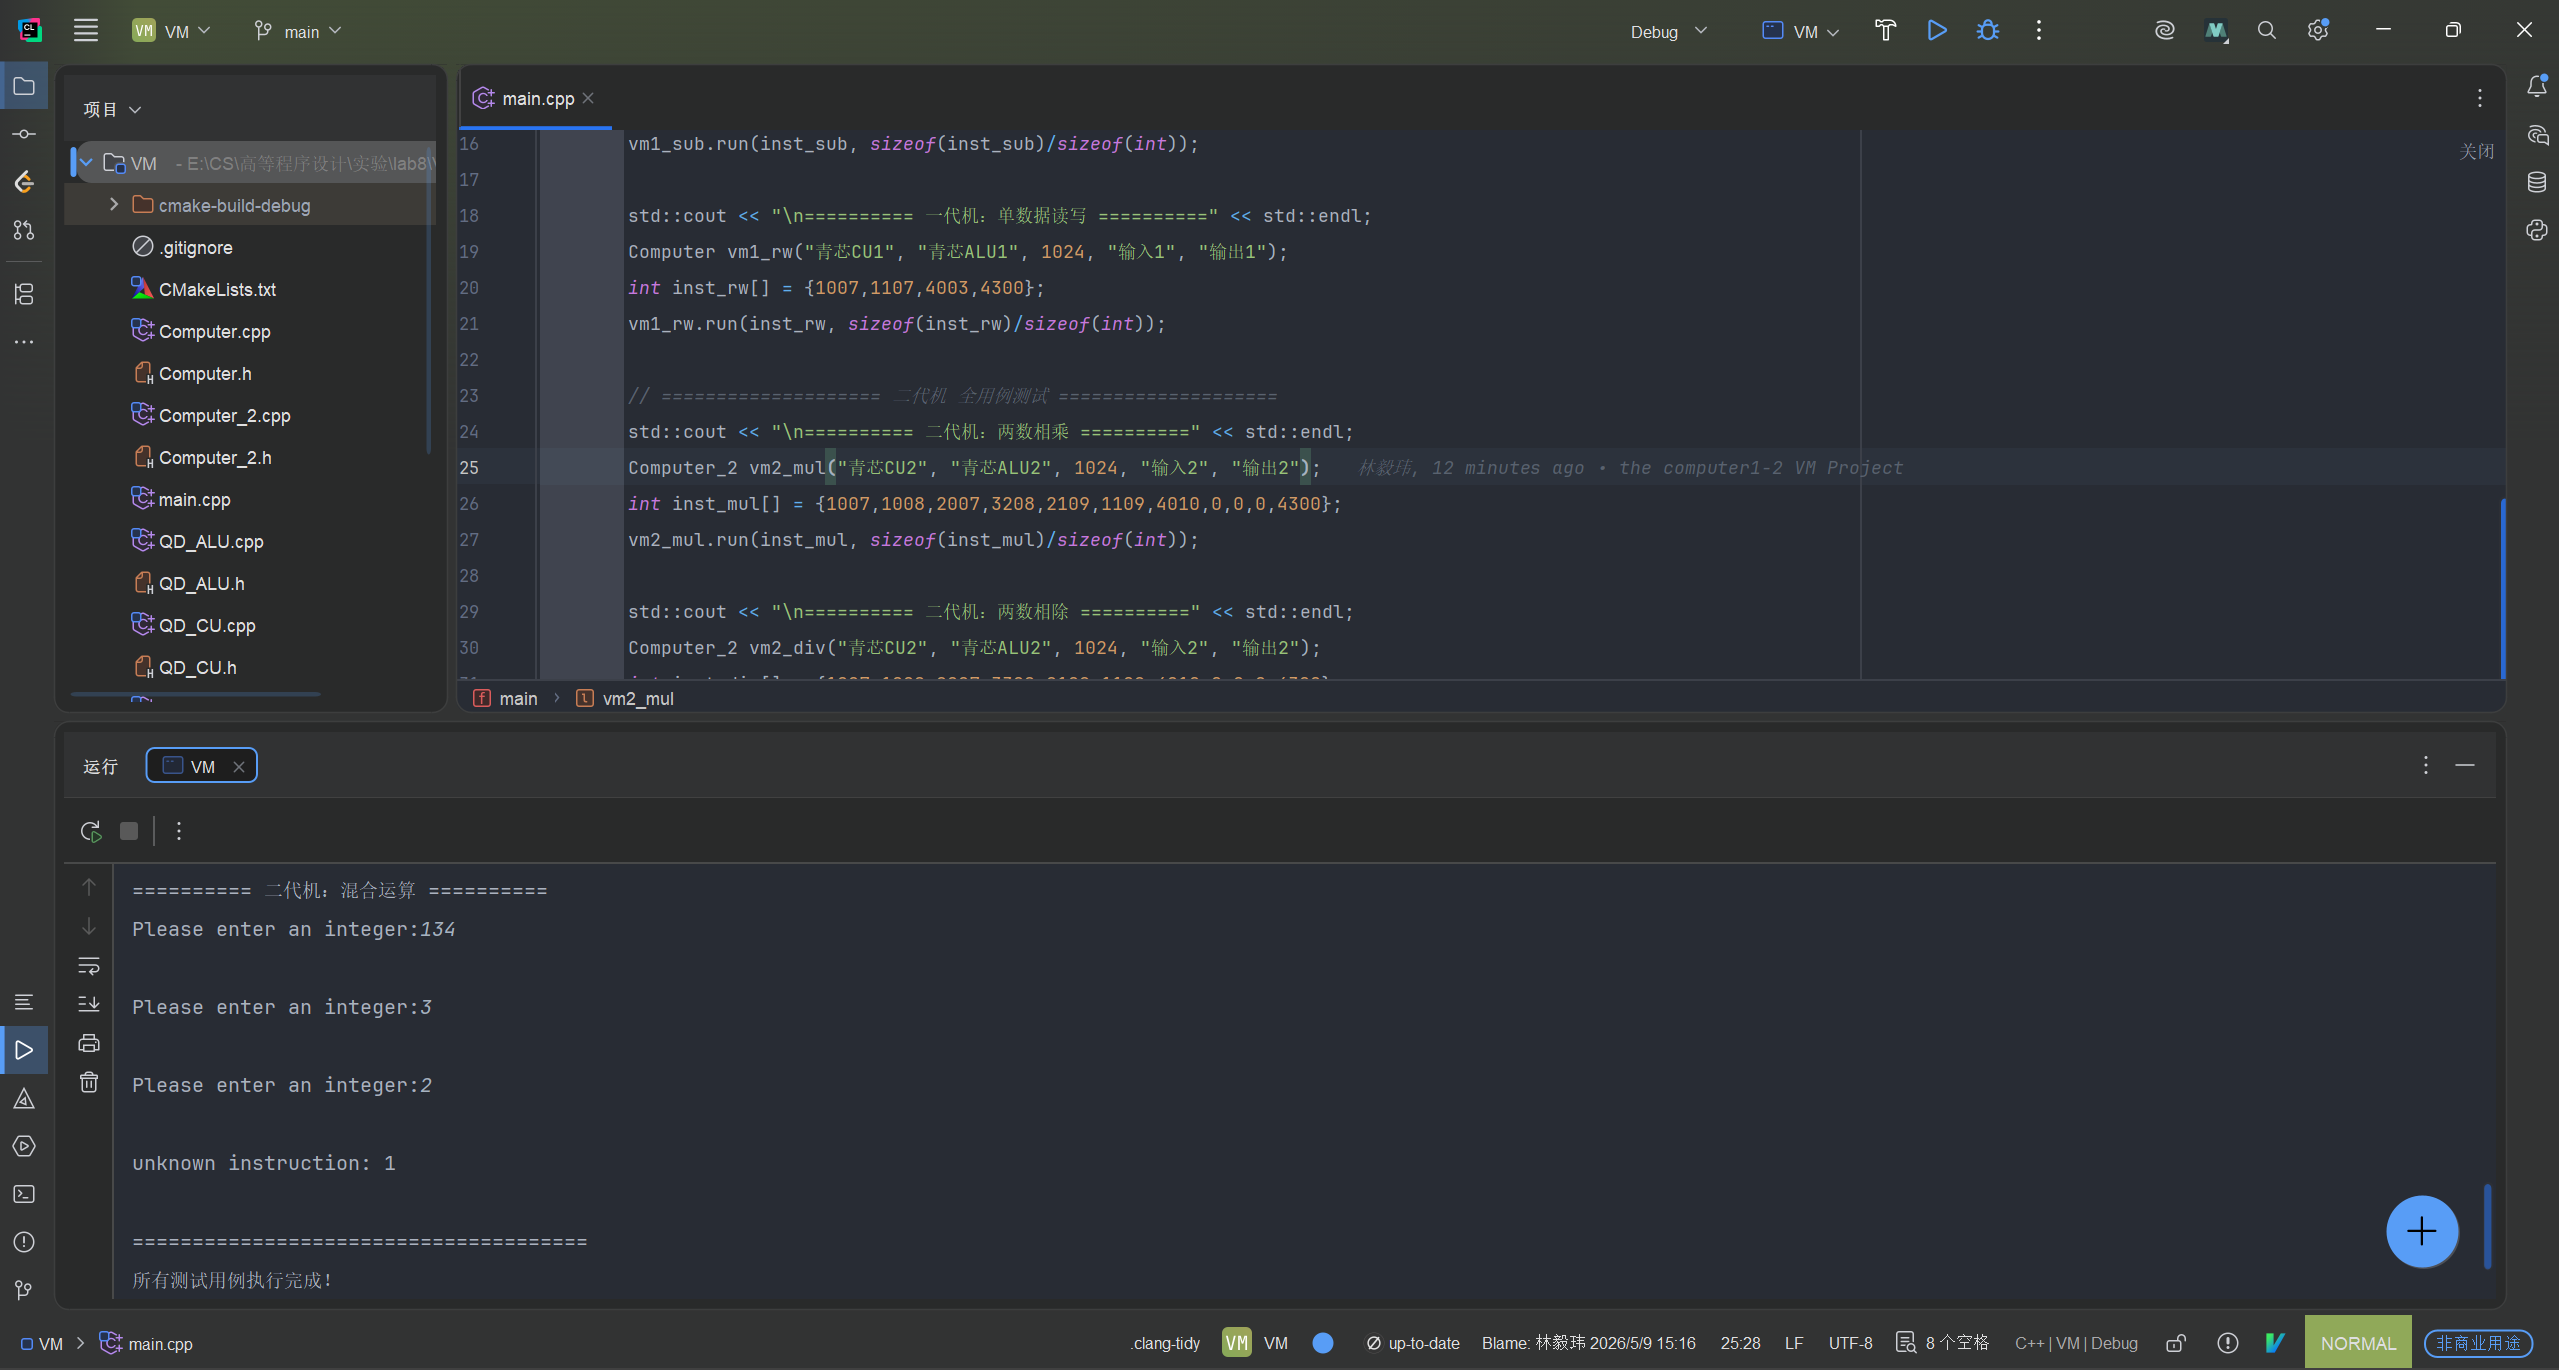 VM
main
Debug
VM
项目
VM - E:\CS\高等程序设计\实验\lab8\
cmake-build-debug
.gitignore
CMakeLists.txt
Computer.cpp
Computer.h
Computer_2.cpp
Computer_2.h
main.cpp
QD_ALU.cpp
QD_ALU.h
QD_CU.cpp
QD_CU.h
main.cpp
关闭
16 vm1_sub.run(inst_sub, sizeof(inst_sub)/sizeof(int));
17
18 std::cout << "\n========== 一代机: 单数据读写 ==========" << std::endl;
19 Computer vm1_rw("青芯CU1", "青芯ALU1", 1024, "输入1", "输出1");
20 int inst_rw[] = {1007,1107,4003,4300};
21 vm1_rw.run(inst_rw, sizeof(inst_rw)/sizeof(int));
22
23 // ==================== 二代机 全用例测试 ====================
24 std::cout << "\n========== 二代机: 两数相乘 ==========" << std::endl;
25 Computer_2 vm2_mul("青芯CU2", "青芯ALU2", 1024, "输入2", "输出2"); 林毅玮, 12 minutes ago • the computer1-2 VM Project
26 int inst_mul[] = {1007,1008,2007,3208,2109,1109,4010,0,0,0,4300};
27 vm2_mul.run(inst_mul, sizeof(inst_mul)/sizeof(int));
28
29 std::cout << "\n========== 二代机: 两数相除 ==========" << std::endl;
30 Computer_2 vm2_div("青芯CU2", "青芯ALU2", 1024, "输入2", "输出2");
main > vm2_mul
运行 VM
========== 二代机: 混合运算 ==========
Please enter an integer:134
Please enter an integer:3
Please enter an integer:2
unknown instruction: 1
======================================
所有测试用例执行完成!
VM > main.cpp
.clang-tidy
VM VM
up-to-date
Blame: 林毅玮 2026/5/9 15:16
25:28
LF
UTF-8
8 个空格
C++ | VM | Debug
NORMAL
非商业用途